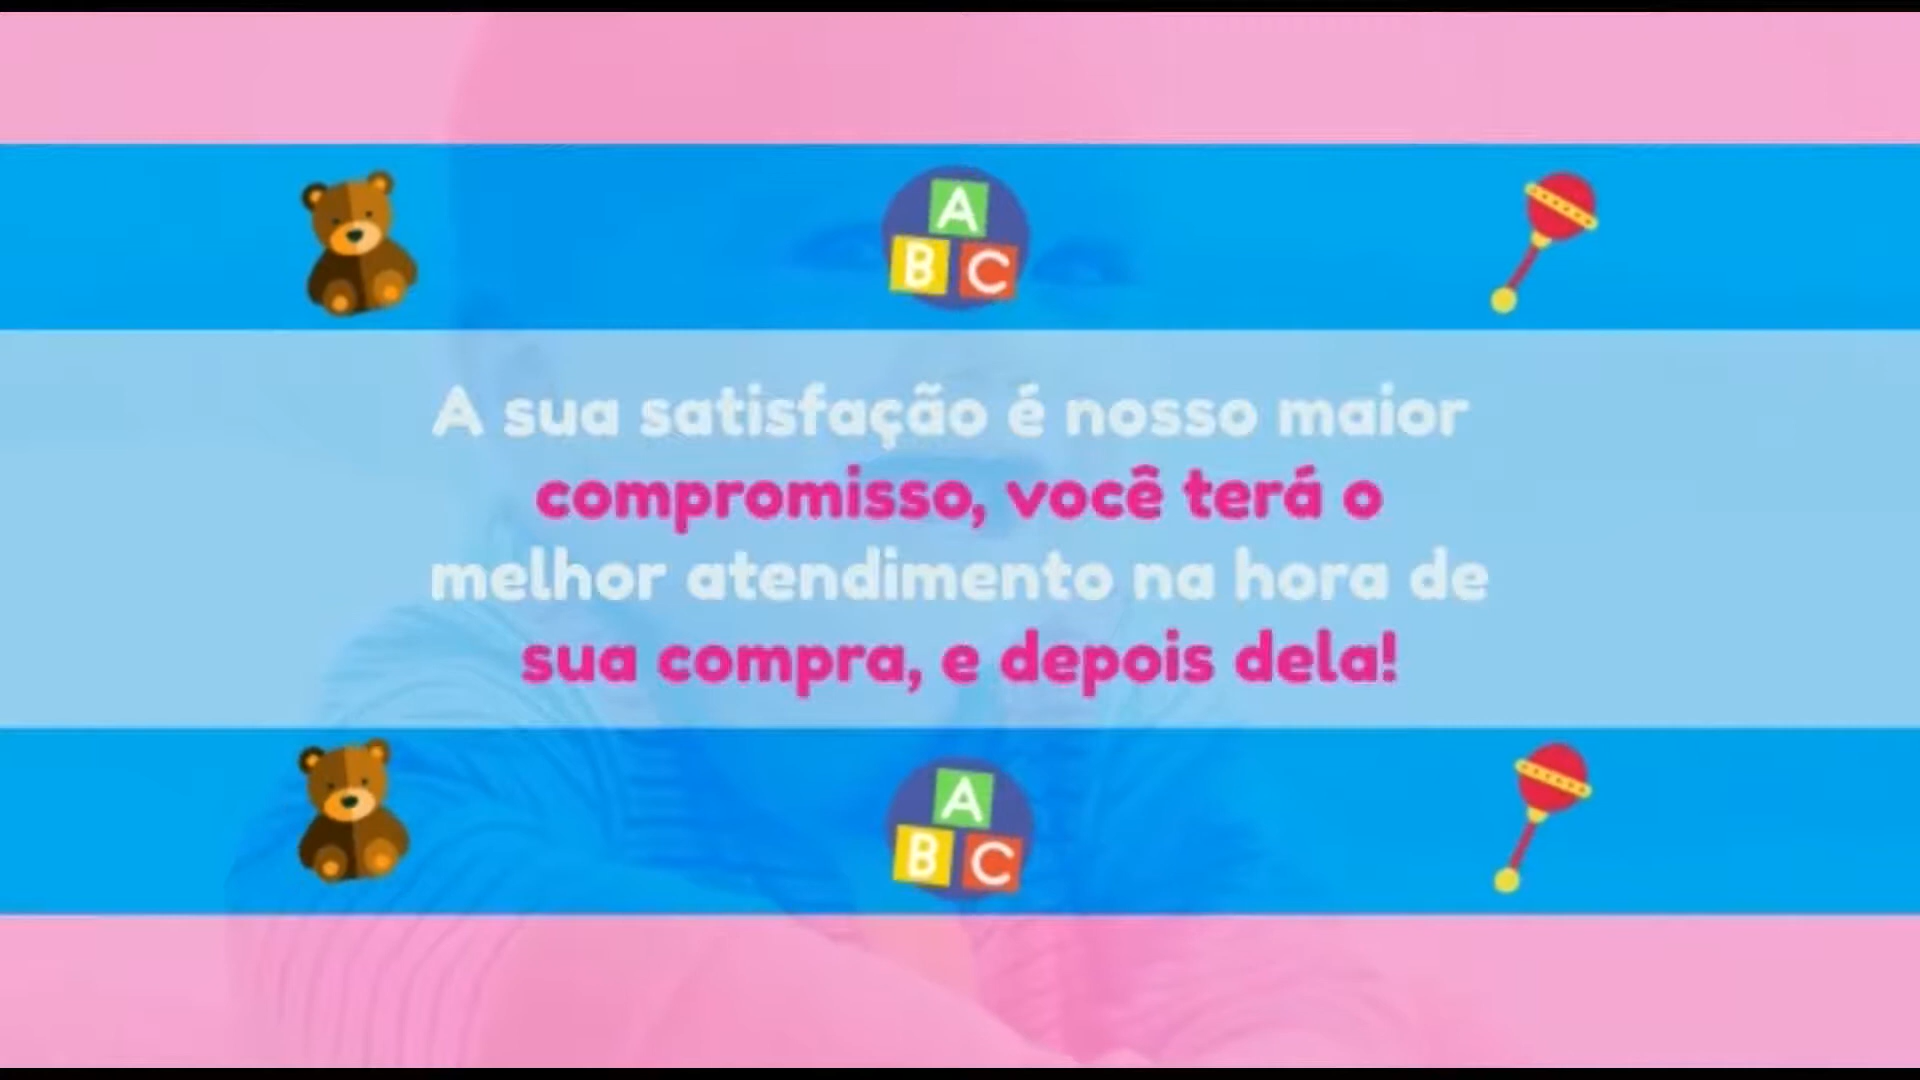 A
B C
A sua satisfação é nosso maior
compromisso, você terá o
melhor atendimento na hora de
sua compra, e depois dela!
A
B C